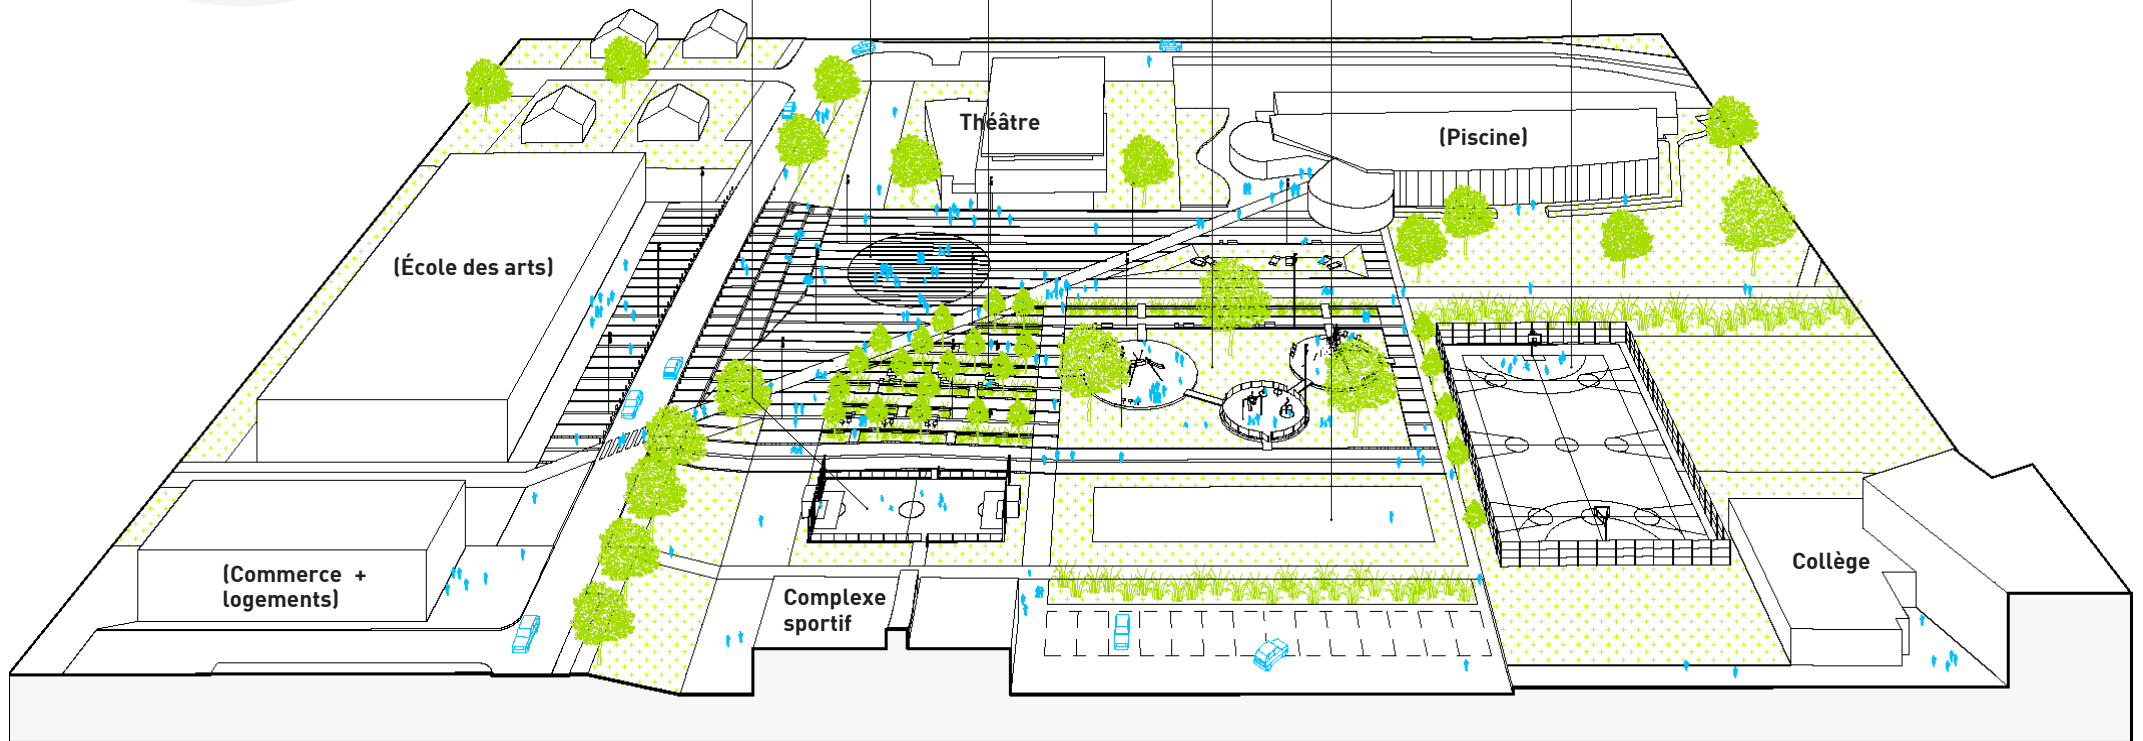 Théâtre
(Piscine)
(École des arts)
(Commerce +
logements)
Complexe
sportif
Collège